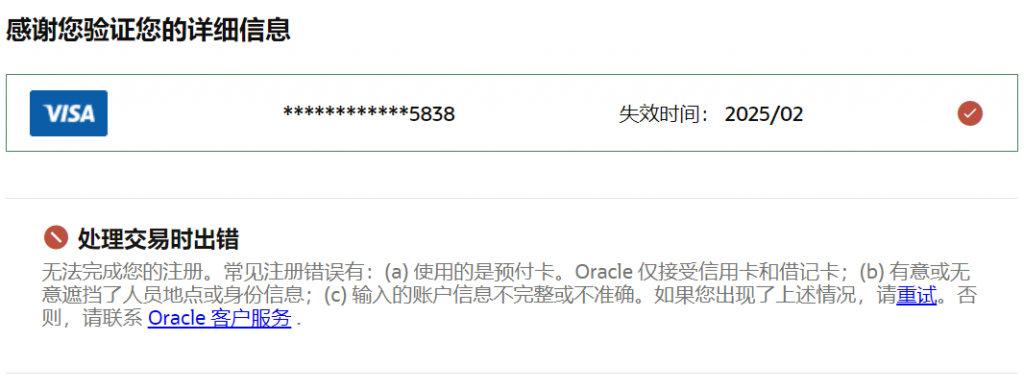 感谢您验证您的详细信息
VISA ************5838 失效时间： 2025/02
处理交易时出错
无法完成您的注册。常见注册错误有：(a) 使用的是预付卡。Oracle 仅接受信用卡和借记卡；(b) 有意或无
意遮挡了人员地点或身份信息；(c) 输入的账户信息不完整或不准确。如果您出现了上述情况，请重试。否
则，请联系 Oracle 客户服务 .